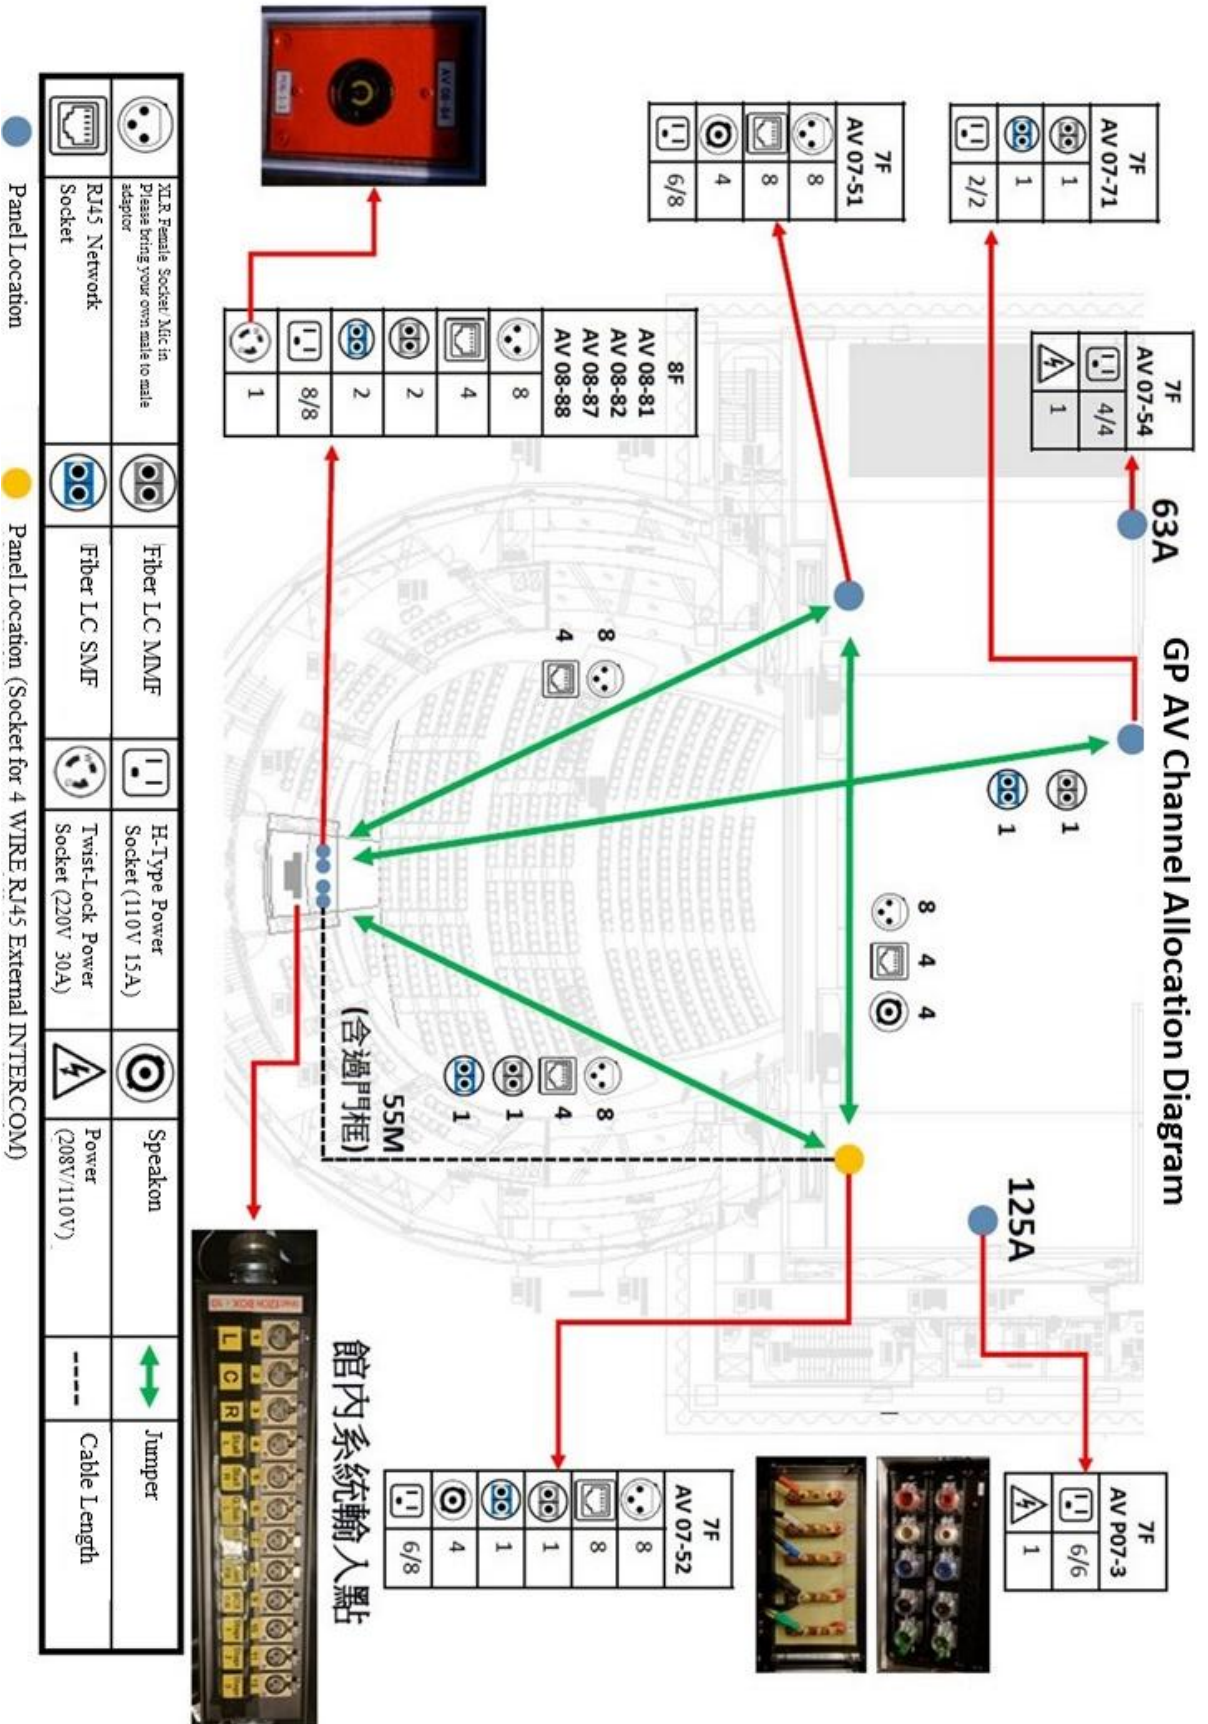 GP AV Channel Allocation Diagram
63A
125A
7F
AV 07-71
1
1
2/2
7F
AV 07-54
4/4
1
7F
AV 07-51
8
8
4
6/8
8F
AV 08-81
AV 08-82
AV 08-87
AV 08-88
8
4
2
2
8/8
1
7F
AV P07-3
6/6
1
7F
AV 07-52
8
8
1
1
4
6/8
1
1
8
4
4
8
4
8
4
1
1
55M
(含過門框)
館內系統輸入點
AV 08-84
L
C
R
XLR Female Socket/ Mic in
Please bring your own male to male
adaptor
Fiber LC MMF
H-Type Power
Socket (110V 15A)
Speakon
Jumper
RJ45 Network
Socket
Fiber LC SMF
Twist-Lock Power
Socket (220V 30A)
Power
(208V/110V)
Cable Length
Panel Location
Panel Location (Socket for 4 WIRE RJ45 External INTERCOM)